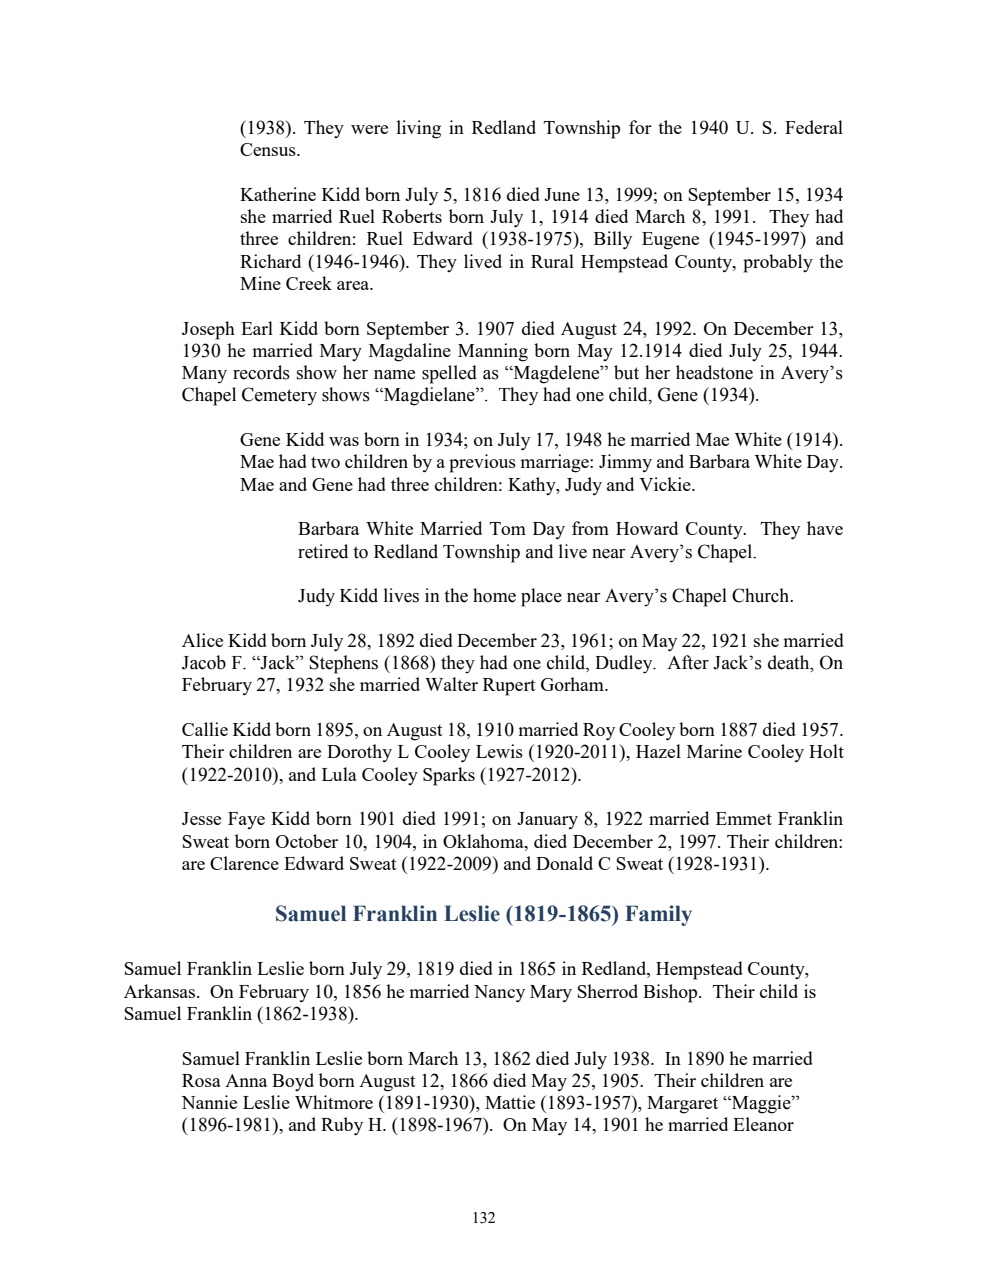 (1938). They were living in Redland Township for the 1940 U. S. Federal
Census.
Katherine Kidd born July 5, 1816 died June 13, 1999; on September 15, 1934
she married Ruel Roberts born July 1, 1914 died March 8, 1991.  They had
three children: Ruel Edward (1938-1975), Billy Eugene (1945-1997) and
Richard (1946-1946). They lived in Rural Hempstead County, probably the
Mine Creek area.
Joseph Earl Kidd born September 3. 1907 died August 24, 1992. On December 13,
1930 he married Mary Magdaline Manning born May 12.1914 died July 25, 1944.
Many records show her name spelled as “Magdelene” but her headstone in Avery’s
Chapel Cemetery shows “Magdielane”.  They had one child, Gene (1934).
Gene Kidd was born in 1934; on July 17, 1948 he married Mae White (1914).
Mae had two children by a previous marriage: Jimmy and Barbara White Day.
Mae and Gene had three children: Kathy, Judy and Vickie.
Barbara White Married Tom Day from Howard County.  They have
retired to Redland Township and live near Avery’s Chapel.
Judy Kidd lives in the home place near Avery’s Chapel Church.
Alice Kidd born July 28, 1892 died December 23, 1961; on May 22, 1921 she married
Jacob F. “Jack” Stephens (1868) they had one child, Dudley.  After Jack’s death, On
February 27, 1932 she married Walter Rupert Gorham.
Callie Kidd born 1895, on August 18, 1910 married Roy Cooley born 1887 died 1957.
Their children are Dorothy L Cooley Lewis (1920-2011), Hazel Marine Cooley Holt
(1922-2010), and Lula Cooley Sparks (1927-2012).
Jesse Faye Kidd born 1901 died 1991; on January 8, 1922 married Emmet Franklin
Sweat born October 10, 1904, in Oklahoma, died December 2, 1997. Their children:
are Clarence Edward Sweat (1922-2009) and Donald C Sweat (1928-1931).
Samuel Franklin Leslie (1819-1865) Family
Samuel Franklin Leslie born July 29, 1819 died in 1865 in Redland, Hempstead County,
Arkansas.  On February 10, 1856 he married Nancy Mary Sherrod Bishop.  Their child is
Samuel Franklin (1862-1938).
Samuel Franklin Leslie born March 13, 1862 died July 1938.  In 1890 he married
Rosa Anna Boyd born August 12, 1866 died May 25, 1905.  Their children are
Nannie Leslie Whitmore (1891-1930), Mattie (1893-1957), Margaret “Maggie”
(1896-1981), and Ruby H. (1898-1967).  On May 14, 1901 he married Eleanor
132